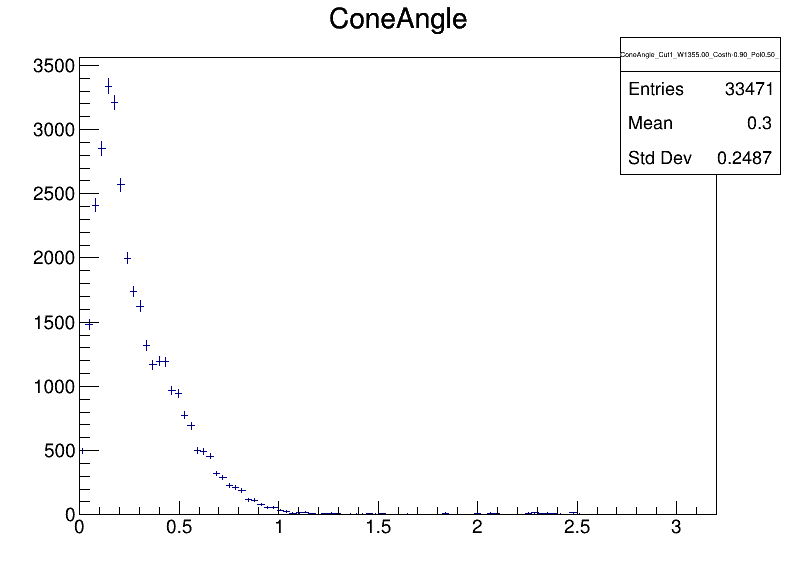 ConeAngle
ConeAngle_Cut1_W1355.00_Costh-0.90_Pol0.50_
Entries 33471
Mean 0.3
Std Dev 0.2487
3500
3000
2500
2000
1500
1000
500
0
0 0.5 1 1.5 2 2.5 3